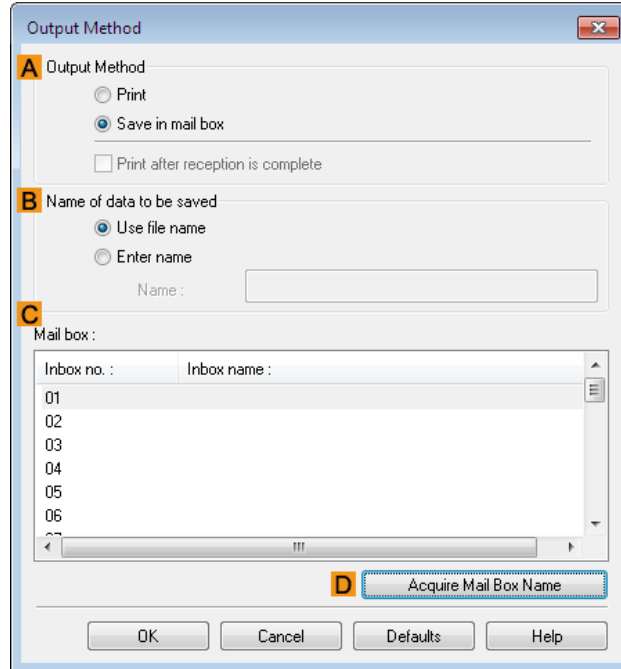 Output Method
A Output Method
Print
Save in mail box
Print after reception is complete
B Name of data to be saved
Use file name
Enter name
Name :
C
Mail box :
Inbox no. : Inbox name :
01
02
03
04
05
06
07
D Acquire Mail Box Name
OK Cancel Defaults Help